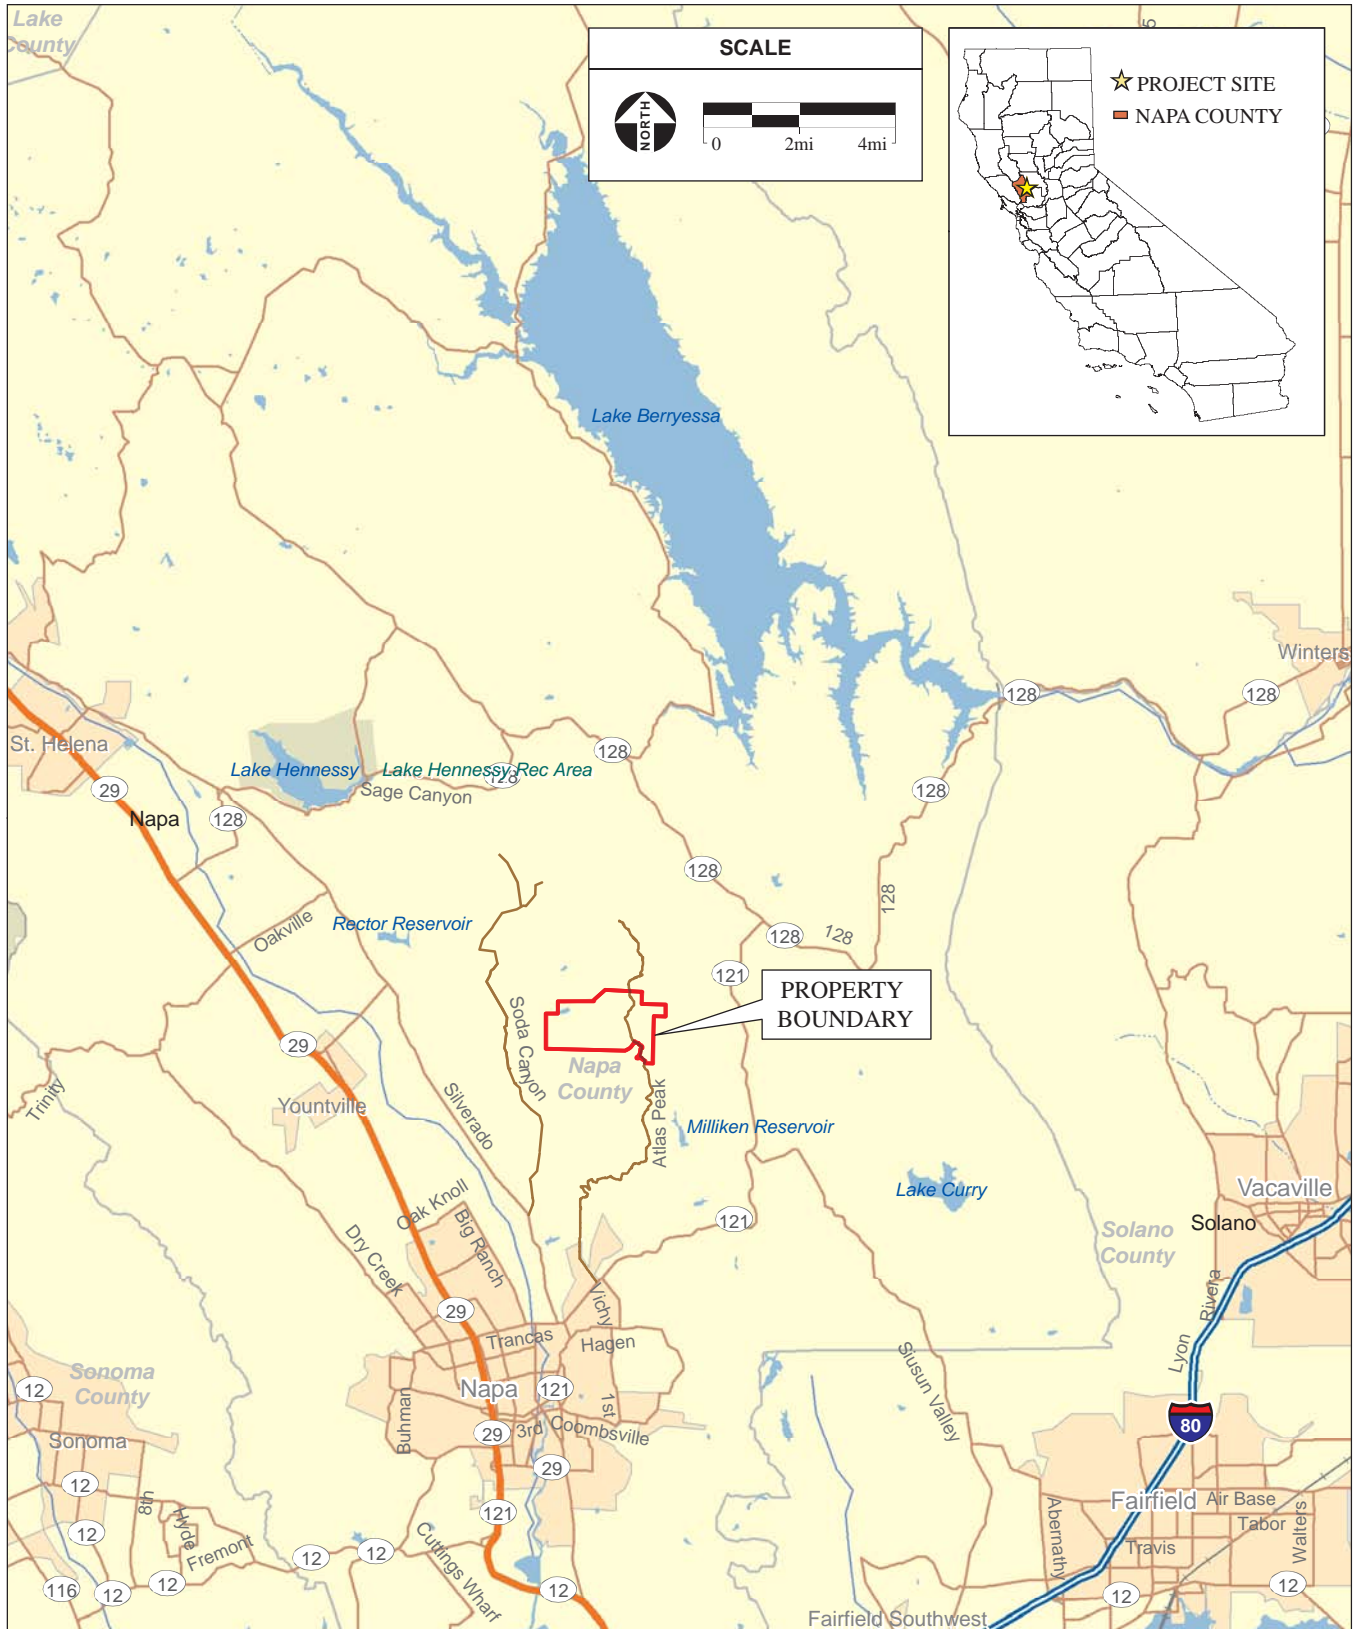 Lake
County
SCALE
NORTH
0 2mi 4mi
PROJECT SITE
NAPA COUNTY
5
Lake Berryessa
Winters
128
128
St. Helena
128
Lake Hennessy
Lake Hennessy Rec Area
128
Sage Canyon
29
128
Napa
128
128
128
Oakville
Rector Reservoir
128
128
121
PROPERTY
BOUNDARY
Soda Canyon
29
Napa
County
Trinity
Yountville
Silverado
Atlas Peak
Milliken Reservoir
Lake Curry
Vacaville
Solano
Solano
County
Oak Knoll
Big Ranch
121
Dry Creek
Rivera
Vichy
29
Trancas
Hagen
Lyon
Siusun Valley
Sonoma
County
12
Napa
121
1st
Buhman
29
3rd
Coombsville
80
Sonoma
29
12
8th
Hyde
121
Fairfield
Air Base
Tabor
Walters
Abernathy
Travis
12
Fremont
12
12
Cuttings Wharf
116
12
12
12
12
12
Fairfield Southwest